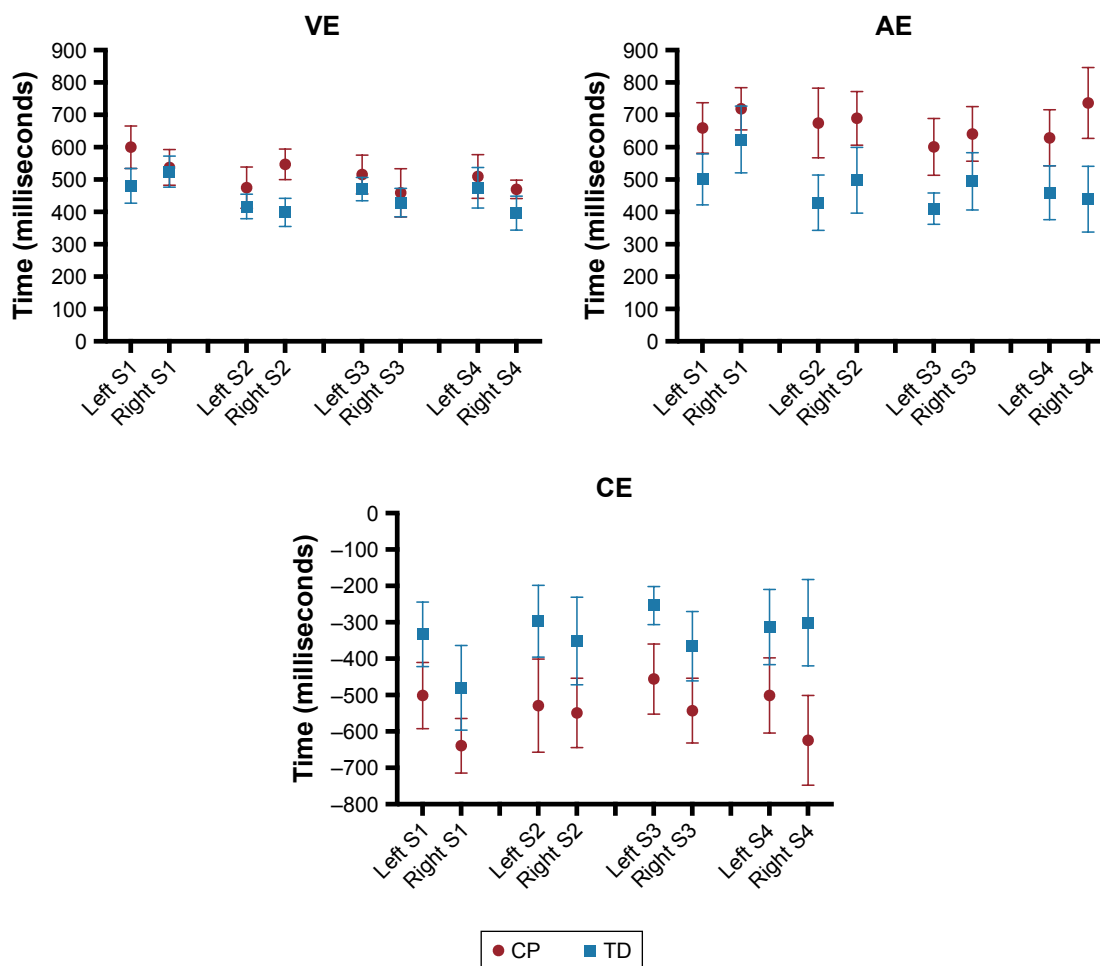 VE
Time (milliseconds)
900
800
700
600
500
400
300
200
100
0
Left S1
Right S1
Left S2
Right S2
Left S3
Right S3
Left S4
Right S4
AE
Time (milliseconds)
900
800
700
600
500
400
300
200
100
0
Left S1
Right S1
Left S2
Right S2
Left S3
Right S3
Left S4
Right S4
CE
Time (milliseconds)
0
–100
–200
–300
–400
–500
–600
–700
–800
Left S1
Right S1
Left S2
Right S2
Left S3
Right S3
Left S4
Right S4
CP TD